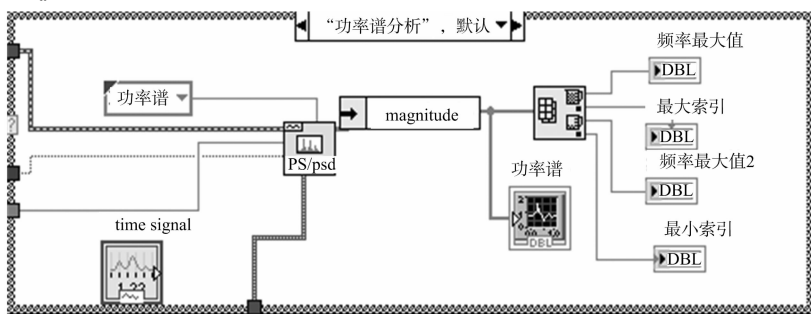 “功率谱分析”，默认
频率最大值
DBL
功率谱
magnitude
最大索引
DBL
PS/psd
功率谱
频率最大值2
DBL
DBL
time signal
最小索引
DBL
1.23